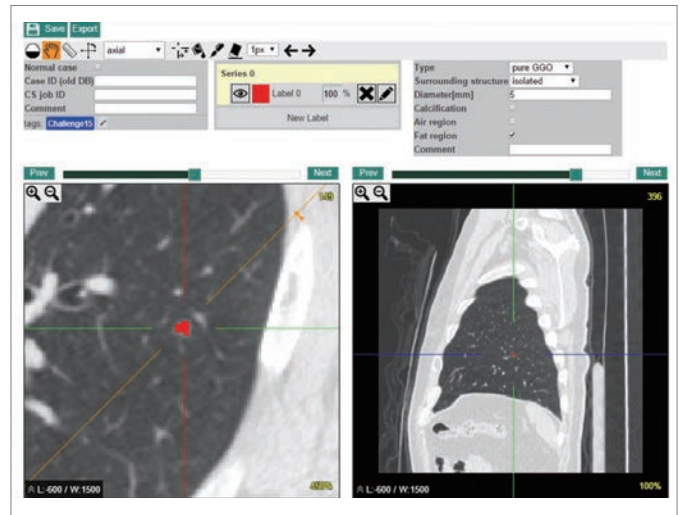 Save Export
axial 1px
Normal case
Case ID (old DB)
CS job ID
Comment
tags: Challenge15
Series 0
Label 0 100 %
New Label
Type pure GGO
Surrounding structure isolated
Diameter[mm] 5
Calcification
Air region
Fat region
Comment
Prev Next
Prev Next
149
396
L:-600 / W:1500
L:-600 / W:1500
100%